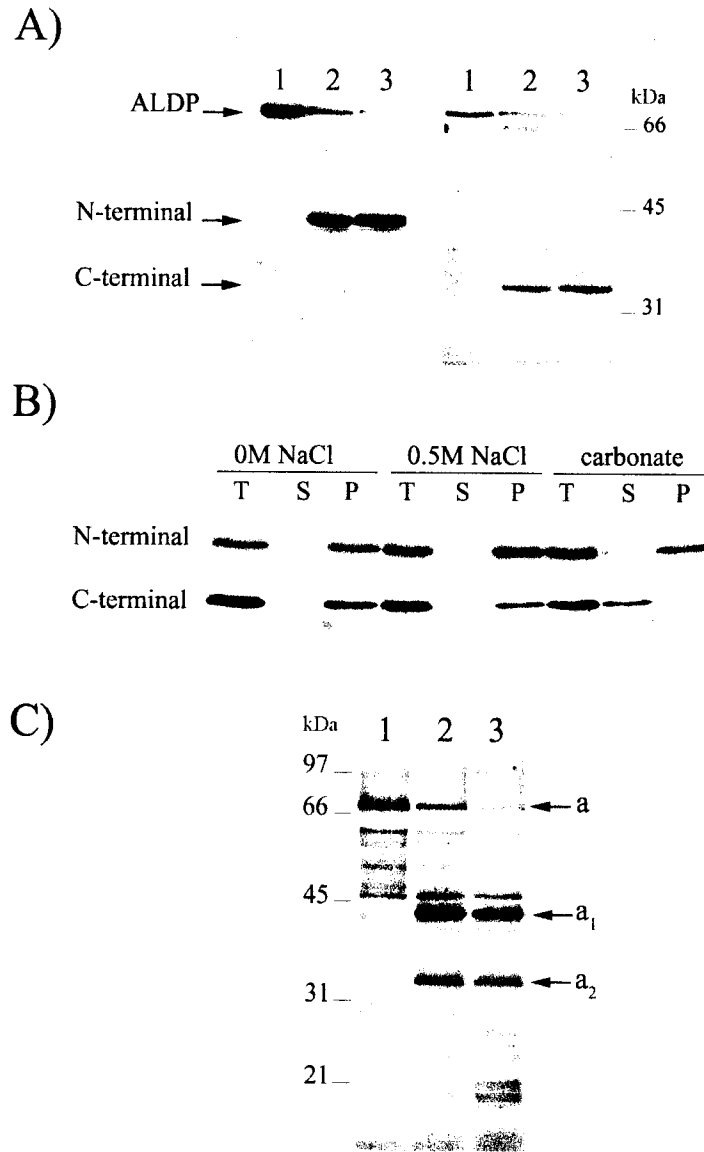 A)
1 2 3 1 2 3
ALDP kDa
66
N-terminal 45
C-terminal
31
B)
0M NaCl 0.5M NaCl carbonate
T S P T S P T S P
N-terminal
C-terminal
C)
kDa 1 2 3
97
66 a
45
a₁
a₂
31
21